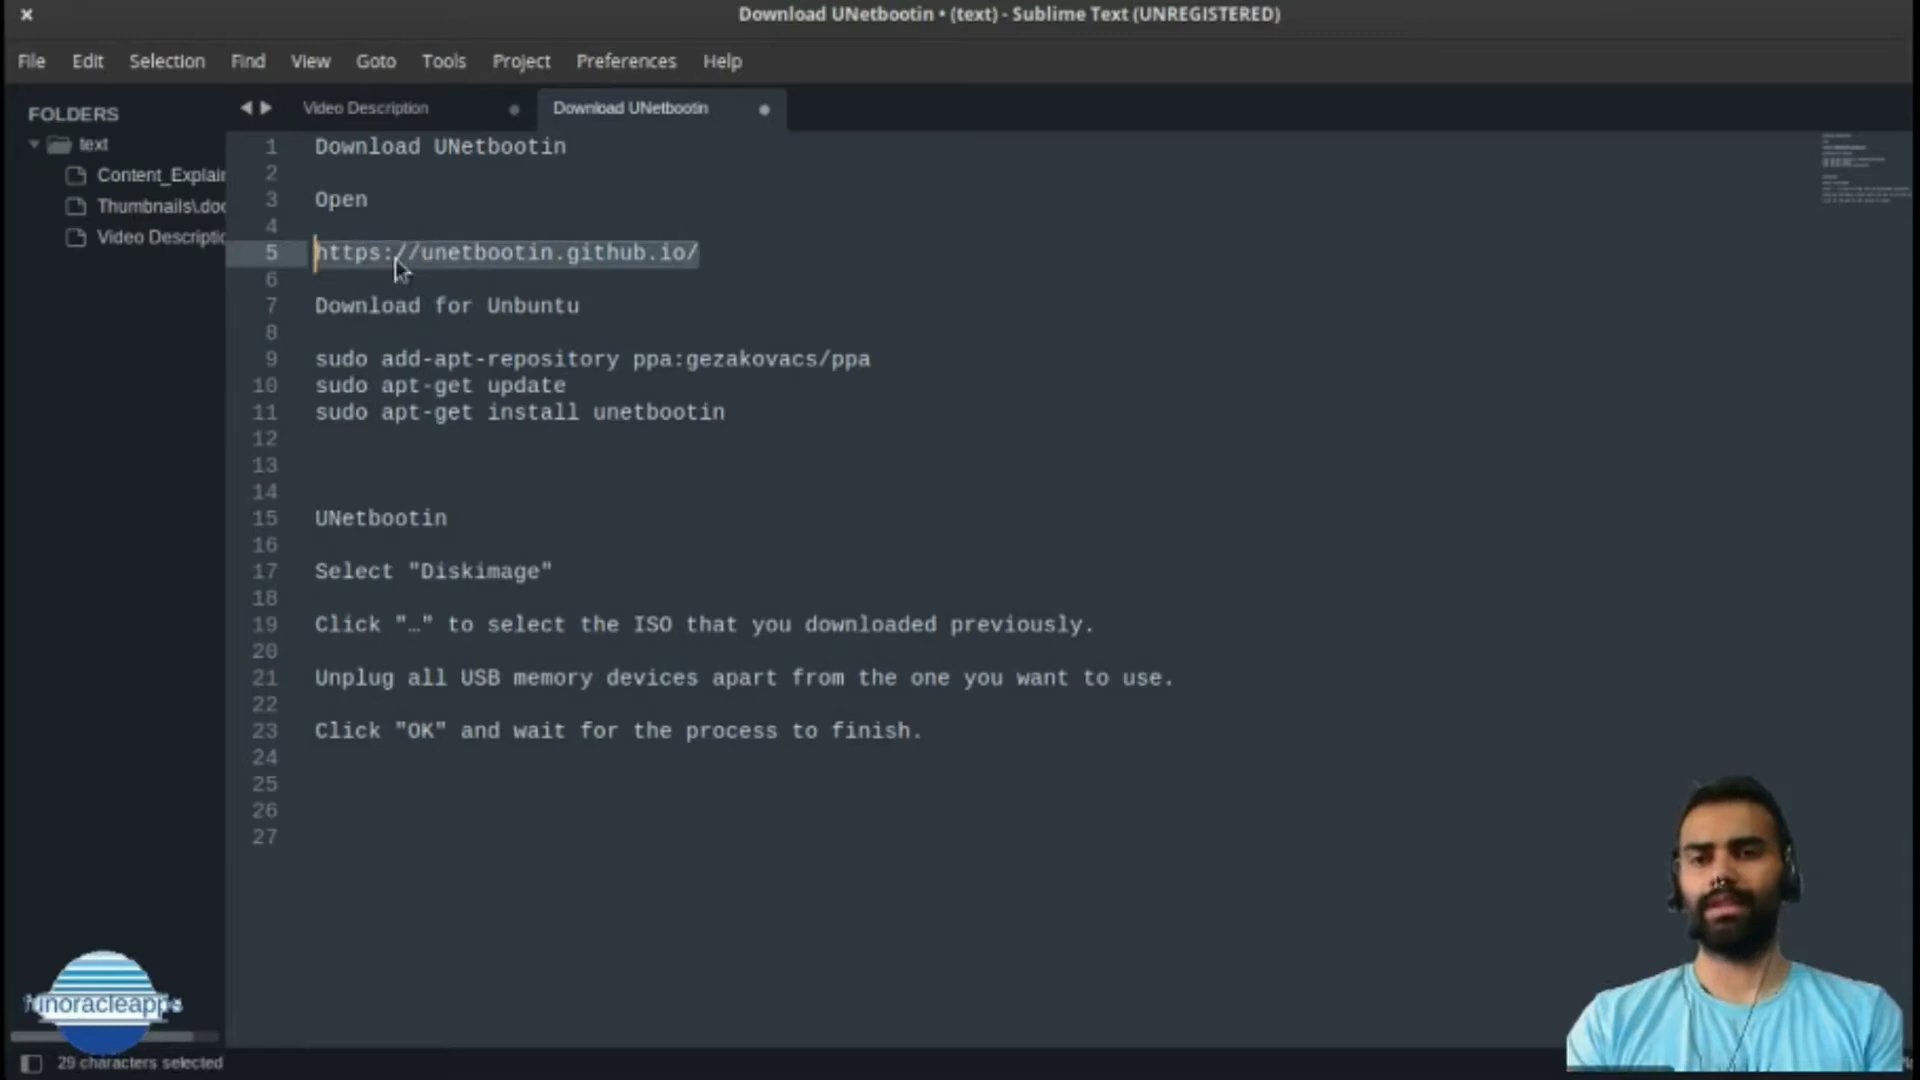 Download UNetbootin • (text) - Sublime Text (UNREGISTERED)
File Edit Selection Find View Goto Tools Project Preferences Help
FOLDERS
text
Content_Explain
Thumbnails\.doc
Video Descriptio
Video Description
Download UNetbootin
1 Download UNetbootin
2
3 Open
4
5 https://unetbootin.github.io/
6
7 Download for Unbuntu
8
9 sudo add-apt-repository ppa:gezakovacs/ppa
10 sudo apt-get update
11 sudo apt-get install unetbootin
12
13
14
15 UNetbootin
16
17 Select "Diskimage"
18
19 Click "…" to select the ISO that you downloaded previously.
20
21 Unplug all USB memory devices apart from the one you want to use.
22
23 Click "OK" and wait for the process to finish.
24
25
26
27
funoracleapps
29 characters selected